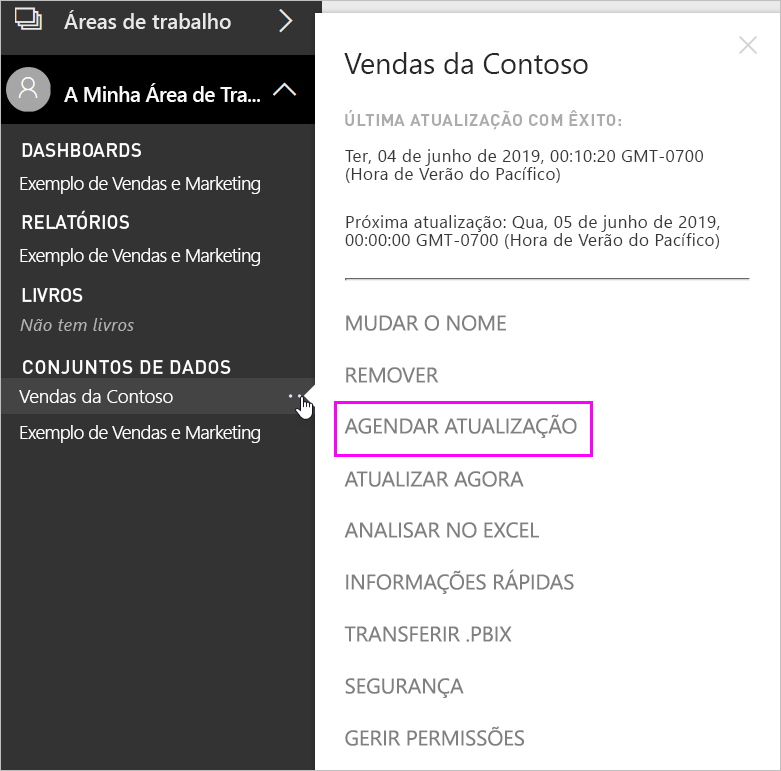 Áreas de trabalho
A Minha Área de Tra...
DASHBOARDS
Exemplo de Vendas e Marketing
RELATÓRIOS
Exemplo de Vendas e Marketing
LIVROS
Não tem livros
CONJUNTOS DE DADOS
Vendas da Contoso
Exemplo de Vendas e Marketing
Vendas da Contoso
ÚLTIMA ATUALIZAÇÃO COM ÊXITO:
Ter, 04 de junho de 2019, 00:10:20 GMT-0700
(Hora de Verão do Pacífico)
Próxima atualização: Qua, 05 de junho de 2019,
00:00:00 GMT-0700 (Hora de Verão do Pacífico)
MUDAR O NOME
REMOVER
AGENDAR ATUALIZAÇÃO
ATUALIZAR AGORA
ANALISAR NO EXCEL
INFORMAÇÕES RÁPIDAS
TRANSFERIR .PBIX
SEGURANÇA
GERIR PERMISSÕES